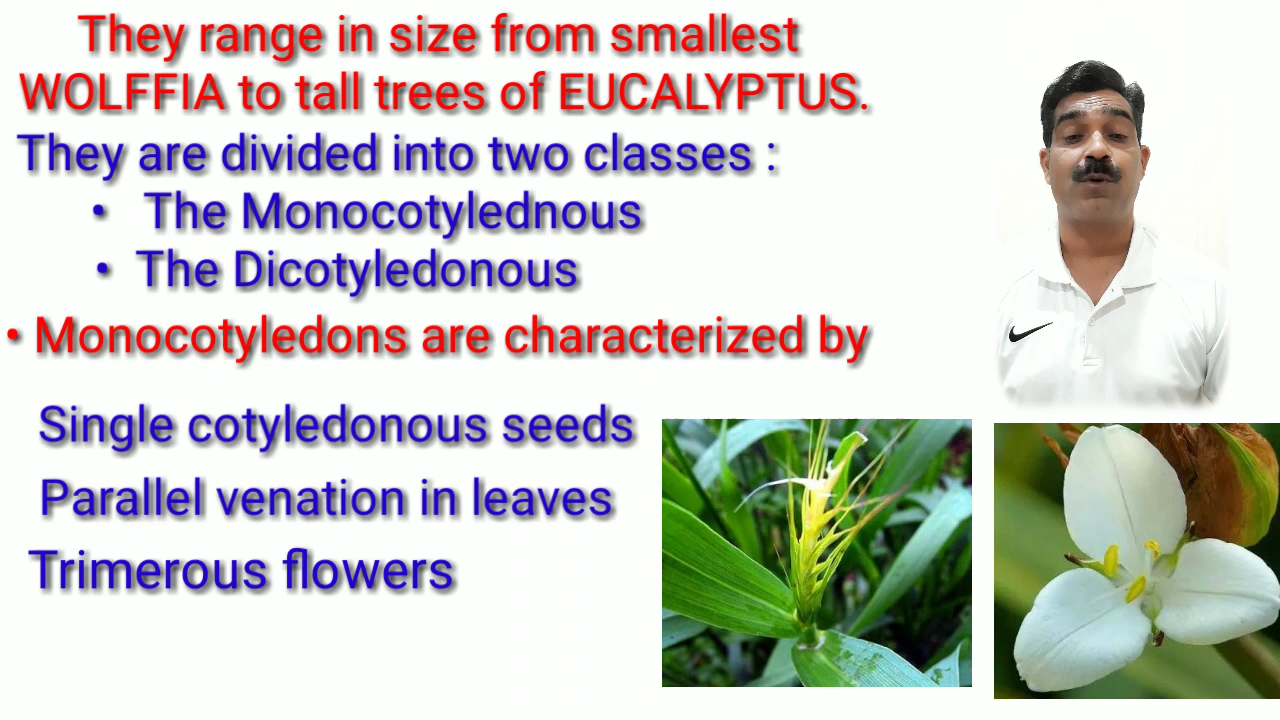 They range in size from smallest
WOLFFIA to tall trees of EUCALYPTUS.
They are divided into two classes :
• The Monocotylednous
• The Dicotyledonous
• Monocotyledons are characterized by
Single cotyledonous seeds
Parallel venation in leaves
Trimerous flowers